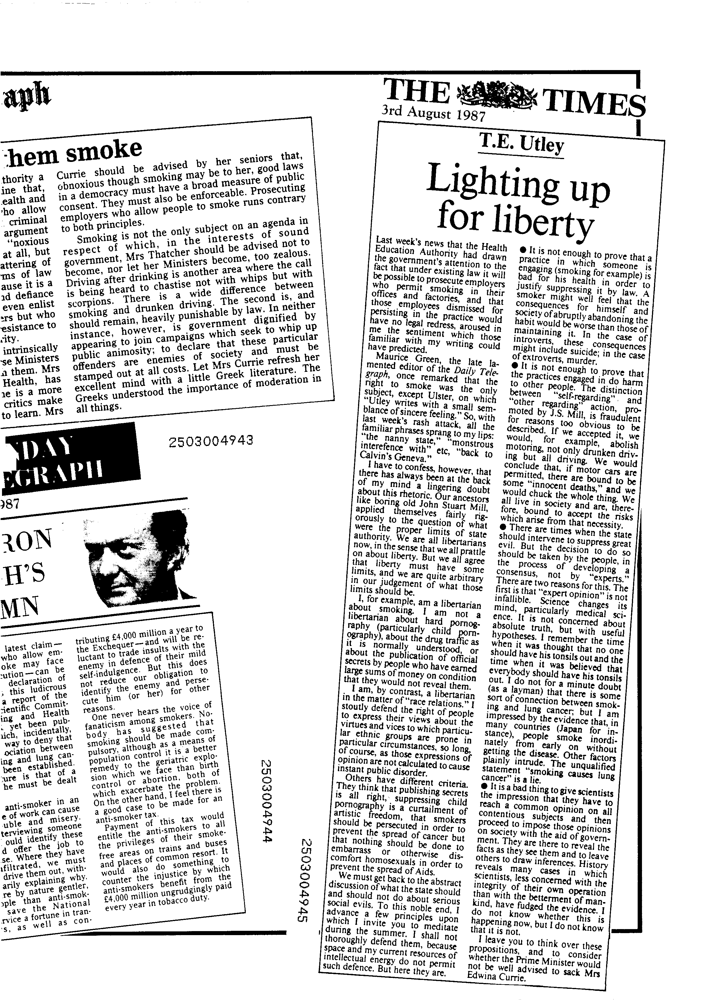 aph
hem smoke
thority a
ine that,
ealth and
ho allow
criminal
argument
"noxious
at all, but
attering of
ms of law
ause it is a
nd defiance
even enlist
rs but who
esistance to
rity.
intrinsically
se Ministers
n them. Mrs
Health, has
e is a more
critics make
to learn. Mrs
Currie should be advised by her seniors that,
obnoxious though smoking may be to her, good laws
in a democracy must have a broad measure of public
consent. They must also be enforceable. Prosecuting
employers who allow people to smoke runs contrary
to both principles.
Smoking is not the only subject on an agenda in
respect of which, in the interests of sound
government, Mrs Thatcher should be advised not to
become, nor let her Ministers become, too zealous.
Driving after drinking is another area where the call
is being heard to chastise not with whips but with
scorpions. There is a wide difference between
smoking and drunken driving. The second is, and
should remain, heavily punishable by law. In neither
instance, however, is government dignified by
appearing to join campaigns which seek to whip up
public animosity; to declare that these particular
offenders are enemies of society and must be
stamped out at all costs. Let Mrs Currie refresh her
excellent mind with a little Greek literature. The
Greeks understood the importance of moderation in
all things.
DAY
EGRAPH
987
2503004943
RON
H'S
MN
latest claim—
who allow em-
oke may face
ution—can be
declaration of
, this ludicrous
a report of the
ientific Commit-
ing and Health
, yet been pub-
ich, incidentally,
way to deny that
ociation between
ing and lung can-
been established.
ure is that of a
he must be dealt
anti-smoker in an
e of work can cause
uble and misery.
terviewing someone
ould identify these
d offer the job to
se. Where they have
filtrated, we must
drive them out, with-
arily explaining why.
re by nature gentler,
ople than anti-smok-
save the National
rvice a fortune in tran-
s, as well as con-
tributing £4,000 million a year to
the Exchequer—and will be re-
luctant to trade insults with the
enemy in defence of their mild
self-indulgence. But this does
not reduce our obligation to
identify the enemy and perse-
cute him (or her) for other
reasons.
One never hears the voice of
fanaticism among smokers. No-
body has suggested that
smoking should be made com-
pulsory, although as a means of
population control it is a better
remedy to the geriatric explo-
sion which we face than birth
control or abortion, both of
which exacerbate the problem.
On the other hand, I feel there is
a good case to be made for an
anti-smoker tax.
Payment of this tax would
entitle the anti-smokers to all
the privileges of their smoke-
free areas on trains and buses
and places of common resort. It
would also do something to
counter the injustice by which
anti-smokers benefit from the
£4,000 million ungrudgingly paid
every year in tobacco duty.
2503004944
2503004945
THE TIMES
3rd August 1987
T.E. Utley
Lighting up
for liberty
Last week's news that the Health
Education Authority had drawn
the government's attention to the
fact that under existing law it will
be possible to prosecute employers
who permit smoking in their
offices and factories, and that
those employees dismissed for
persisting in the practice would
have no legal redress, aroused in
me the sentiment which those
familiar with my writing could
have predicted.
Maurice Green, the late la-
mented editor of the Daily Tele-
graph, once remarked that the
right to smoke was the only
subject, except Ulster, on which
"Utley writes with a small sem-
blance of sincere feeling." So, with
last week's rash attack, all the
familiar phrases sprang to my lips:
"the nanny state," "monstrous
interefence with" etc, "back to
Calvin's Geneva."
I have to confess, however, that
there has always been at the back
of my mind a lingering doubt
about this rhetoric. Our ancestors
like boring old John Stuart Mill,
applied themselves fairly rig-
orously to the question of what
were the proper limits of state
authority. We are all libertarians
now, in the sense that we all prattle
on about liberty. But we all agree
that liberty must have some
limits, and we are quite arbitrary
in our judgement of what those
limits should be.
I, for example, am a libertarian
about smoking. I am not a
libertarian about hard pornog-
raphy (particularly child porn-
ography), about the drug traffic as
it is normally understood, or
about the publication of official
secrets by people who have earned
large sums of money on condition
that they would not reveal them.
I am, by contrast, a libertarian
in the matter of "race relations." I
stoutly defend the right of people
to express their views about the
virtues and vices to which particu-
lar ethnic groups are prone in
particular circumstances, so long,
of course, as those expressions of
opinion are not calculated to cause
instant public disorder.
Others have different criteria.
They think that publishing secrets
is all right, suppressing child
pornography is a curtailment of
artistic freedom, that smokers
should be persecuted in order to
prevent the spread of cancer but
that nothing should be done to
embarrass or otherwise dis-
comfort homosexuals in order to
prevent the spread of Aids.
We must get back to the abstract
discussion of what the state should
and should not do about serious
social evils. To this noble end, I
advance a few principles upon
which I invite you to meditate
during the summer. I shall not
thoroughly defend them, because
space and my current resources of
intellectual energy do not permit
such defence. But here they are.
● It is not enough to prove that a
practice in which someone is
engaging (smoking for example) is
bad for his health in order to
justify suppressing it by law. A
smoker might well feel that the
consequences for himself and
society of abruptly abandoning the
habit would be worse than those of
maintaining it. In the case of
introverts, these consequences
might include suicide; in the case
of extroverts, murder.
● It is not enough to prove that
the practices engaged in do harm
to other people. The distinction
between "self-regarding" and
"other regarding" action, pro-
moted by J.S. Mill, is fraudulent
for reasons too obvious to be
described. If we accepted it, we
would, for example, abolish
motoring, not only drunken driv-
ing but all driving. We would
conclude that, if motor cars are
permitted, there are bound to be
some "innocent deaths," and we
would chuck the whole thing. We
all live in society and are, there-
fore, bound to accept the risks
which arise from that necessity.
● There are times when the state
should intervene to suppress great
evil. But the decision to do so
should be taken by the people, in
the process of developing a
consensus, not by "experts."
There are two reasons for this. The
first is that "expert opinion" is not
infallible. Science changes its
mind, particularly medical sci-
ence. It is not concerned about
absolute truth, but with useful
hypotheses. I remember the time
when it was thought that no one
should have his tonsils out and the
time when it was believed that
everybody should have his tonsils
out. I do not for a minute doubt
(as a layman) that there is some
sort of connection between smok-
ing and lung cancer; but I am
impressed by the evidence that, in
many countries (Japan for in-
stance), people smoke inordi-
nately from early on without
getting the disease. Other factors
plainly intrude. The unqualified
statement "smoking causes lung
cancer" is a lie.
● It is a bad thing to give scientists
the impression that they have to
reach a common opinion on all
contentious subjects and then
proceed to impose those opinions
on society with the aid of govern-
ment. They are there to reveal the
facts as they see them and to leave
others to draw inferences. History
reveals many cases in which
scientists, less concerned with the
integrity of their own operation
than with the betterment of man-
kind, have fudged the evidence. I
do not know whether this is
happening now, but I do not know
that it is not.
I leave you to think over these
propositions, and to consider
whether the Prime Minister would
not be well advised to sack Mrs
Edwina Currie.